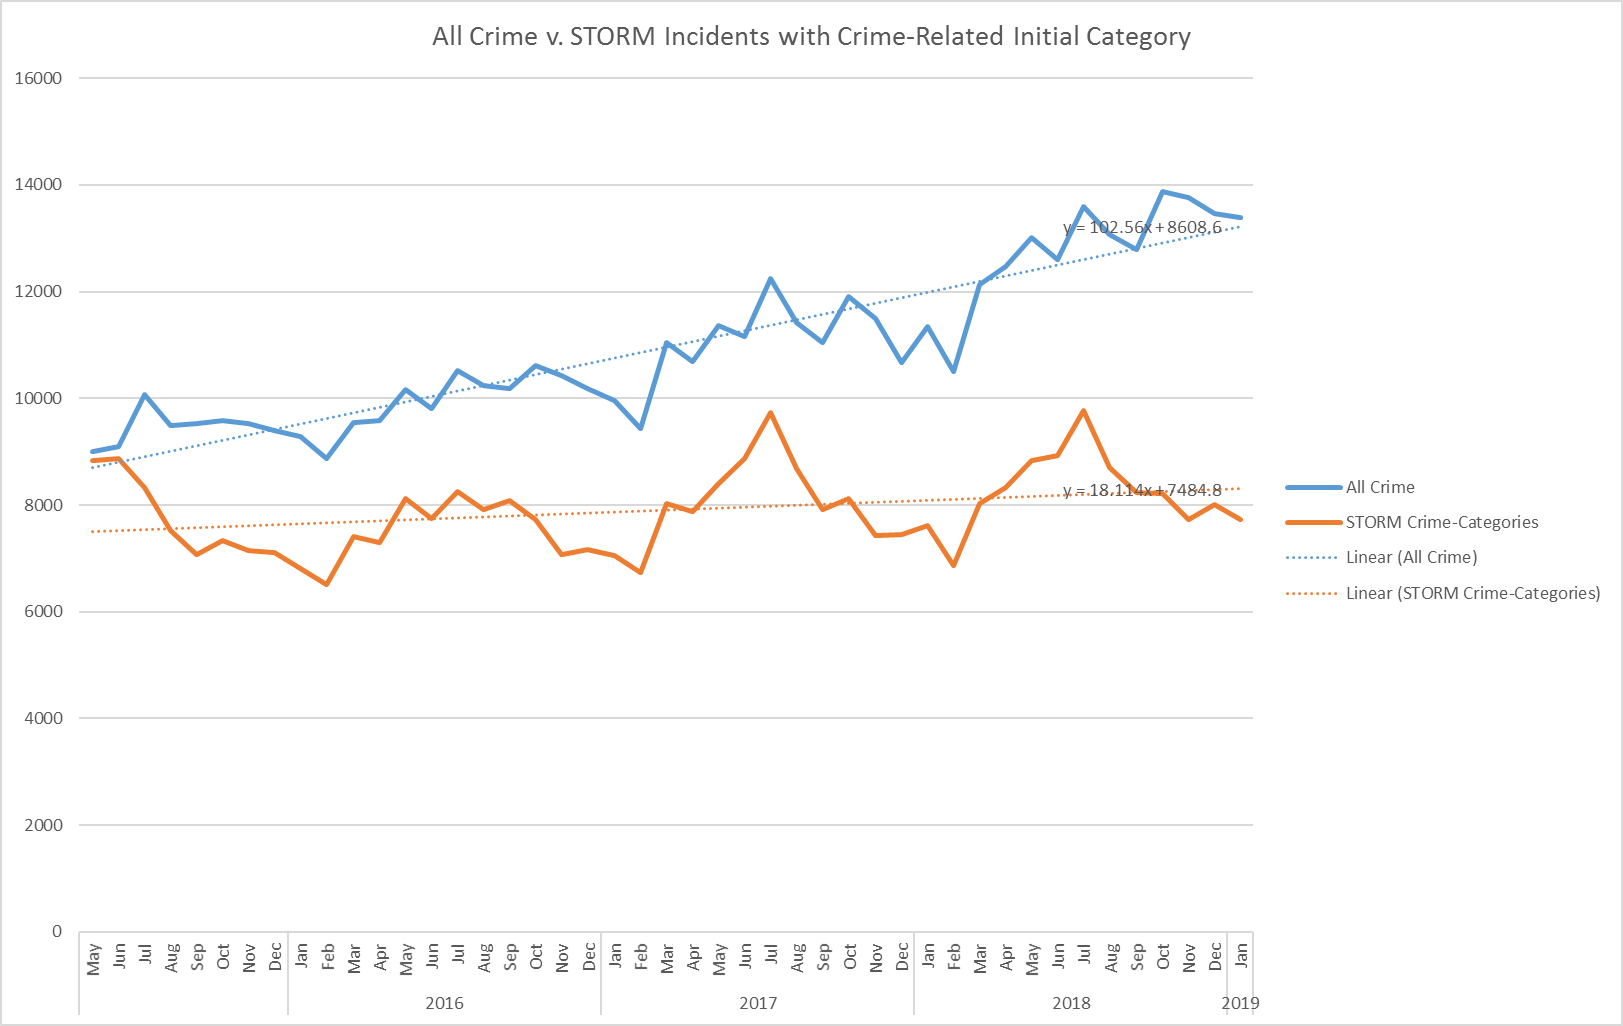 All Crime v. STORM Incidents with Crime-Related Initial Category
16000
14000
12000
10000
8000
6000
4000
2000
0
y = 102.56x + 8608.6
y = 18.114x + 7484.8
All Crime
STORM Crime-Categories
Linear (All Crime)
Linear (STORM Crime-Categories)
May Jun Jul Aug Sep Oct Nov Dec Jan Feb Mar Apr May Jun Jul Aug Sep Oct Nov Dec Jan Feb Mar Apr May Jun Jul Aug Sep Oct Nov Dec Jan Feb Mar Apr May Jun Jul Aug Sep Oct Nov Dec Jan
2016 2017 2018 2019